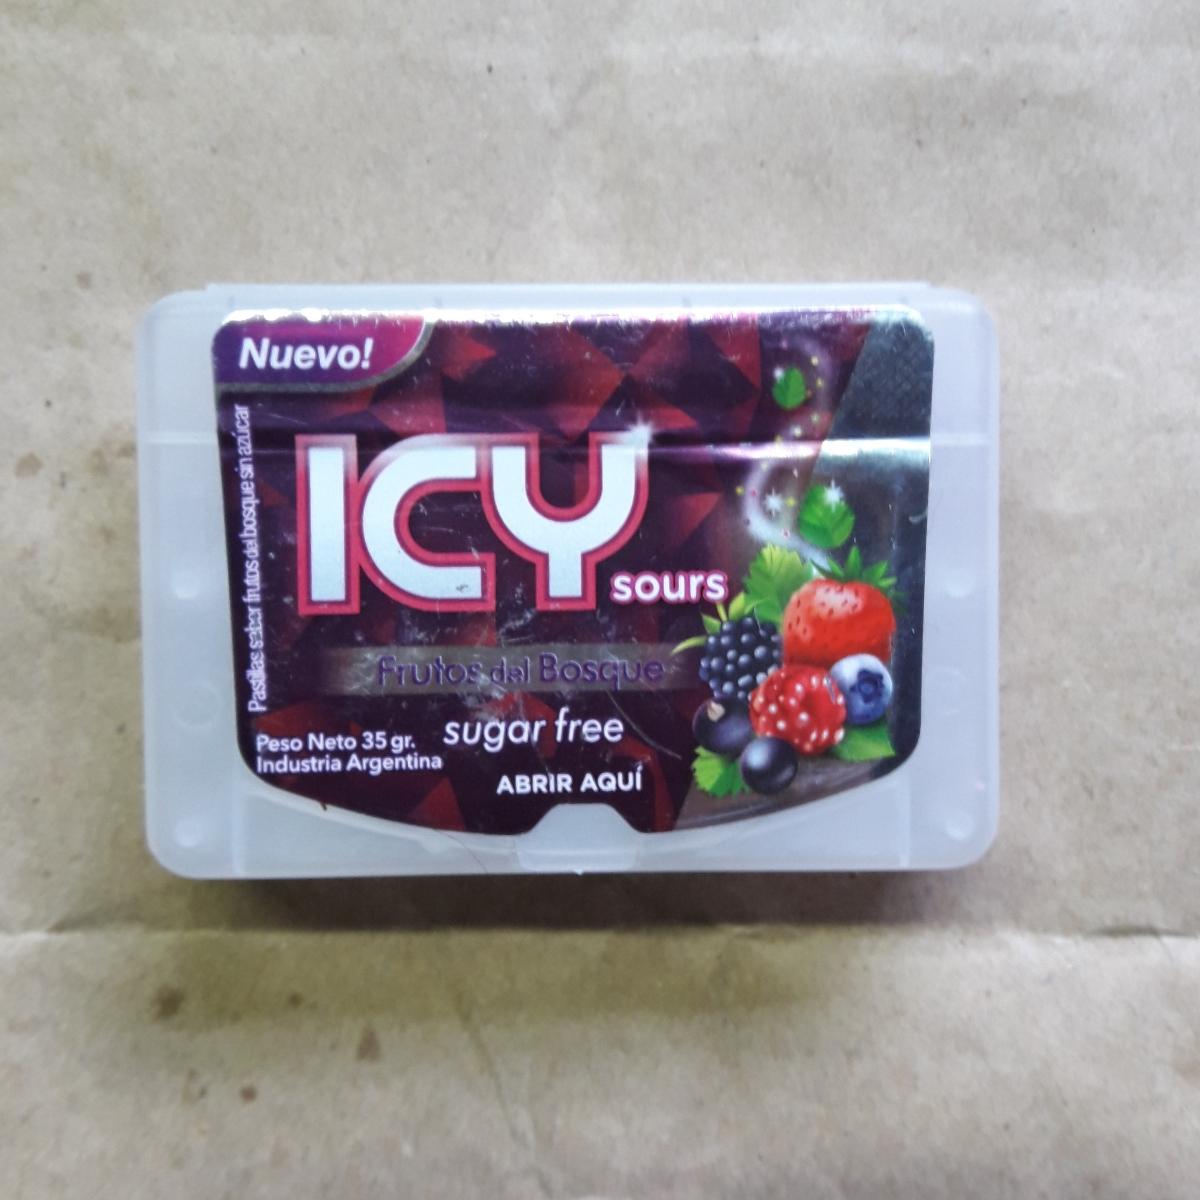 Nuevo!
Pastillas sabor frutos del bosque sin azúcar
ICY
sours
Frutos del Bosque
sugar free
Peso Neto 35 gr.
Industria Argentina
ABRIR AQUÍ